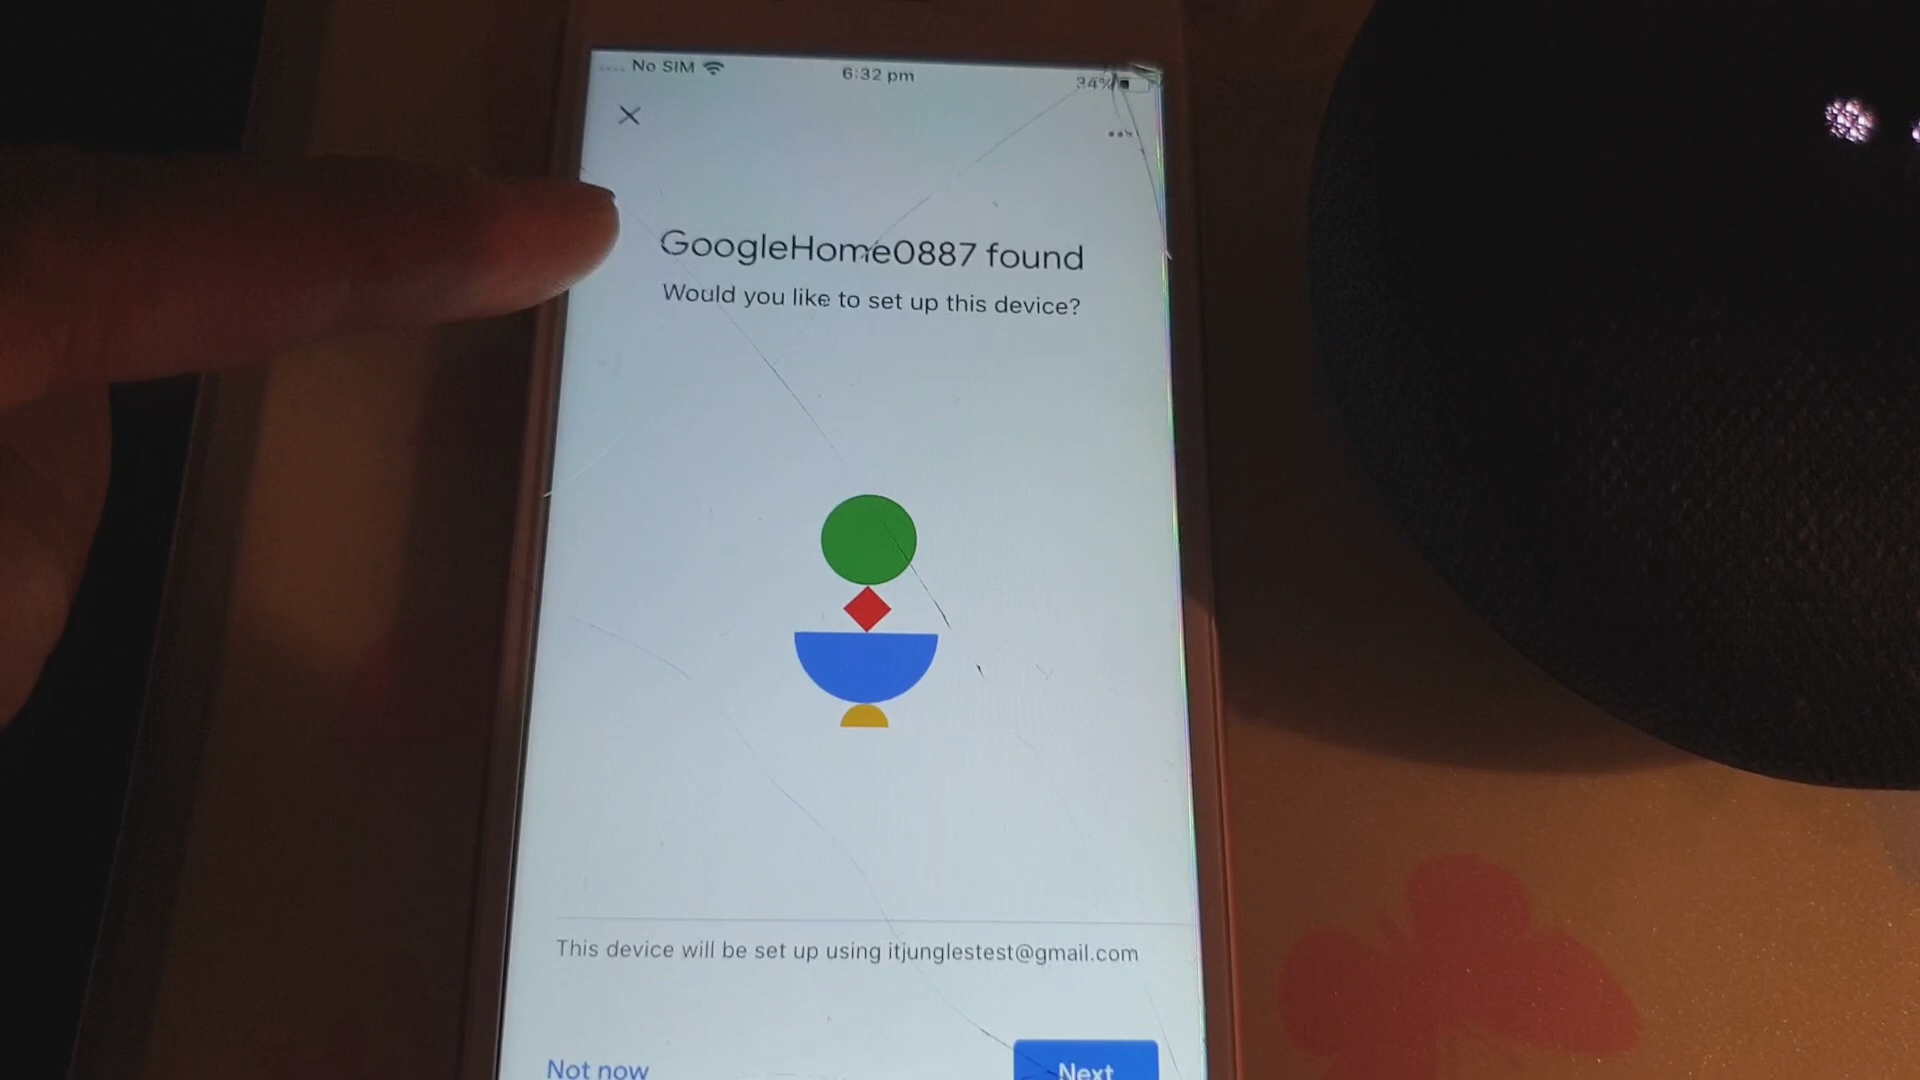 No SIM
6:32 pm
34%
GoogleHome0887 found
Would you like to set up this device?
This device will be set up using itjunglestest@gmail.com
Not now
Next